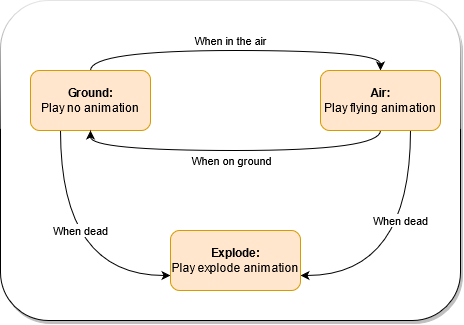 When in the air
Ground:
Play no animation
Air:
Play flying animation
When on ground
When dead
When dead
Explode:
Play explode animation